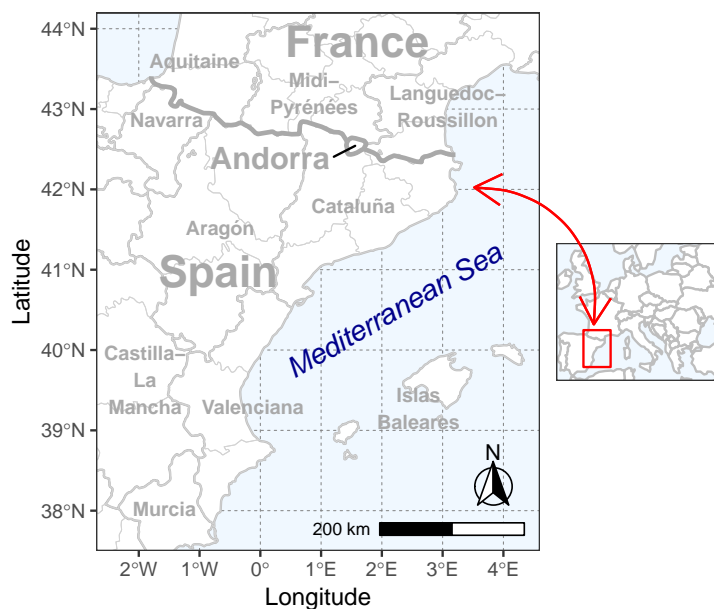 44°N
43°N
42°N
41°N
40°N
39°N
38°N
Latitude
France
Aquitaine
Midi–
Pyrénées
Languedoc–
Roussillon
Navarra
Andorra
Cataluña
Aragón
Spain
Mediterranean Sea
Castilla–
La
Mancha
Valenciana
Islas
Baleares
Murcia
N
200 km
2°W
1°W
0°
1°E
2°E
3°E
4°E
Longitude